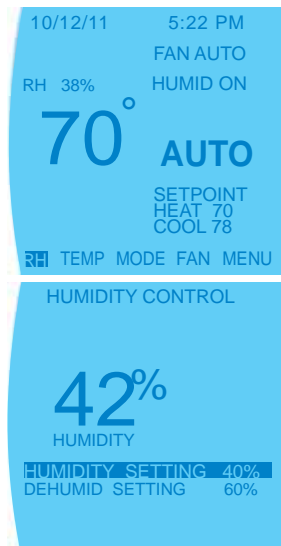 10/12/11 5:22 PM
FAN AUTO
RH 38% HUMID ON
70°
AUTO
SETPOINT
HEAT 70
COOL 78
RH TEMP MODE FAN MENU
HUMIDITY CONTROL
42%
HUMIDITY
HUMIDITY SETTING 40%
DEHUMID SETTING 60%